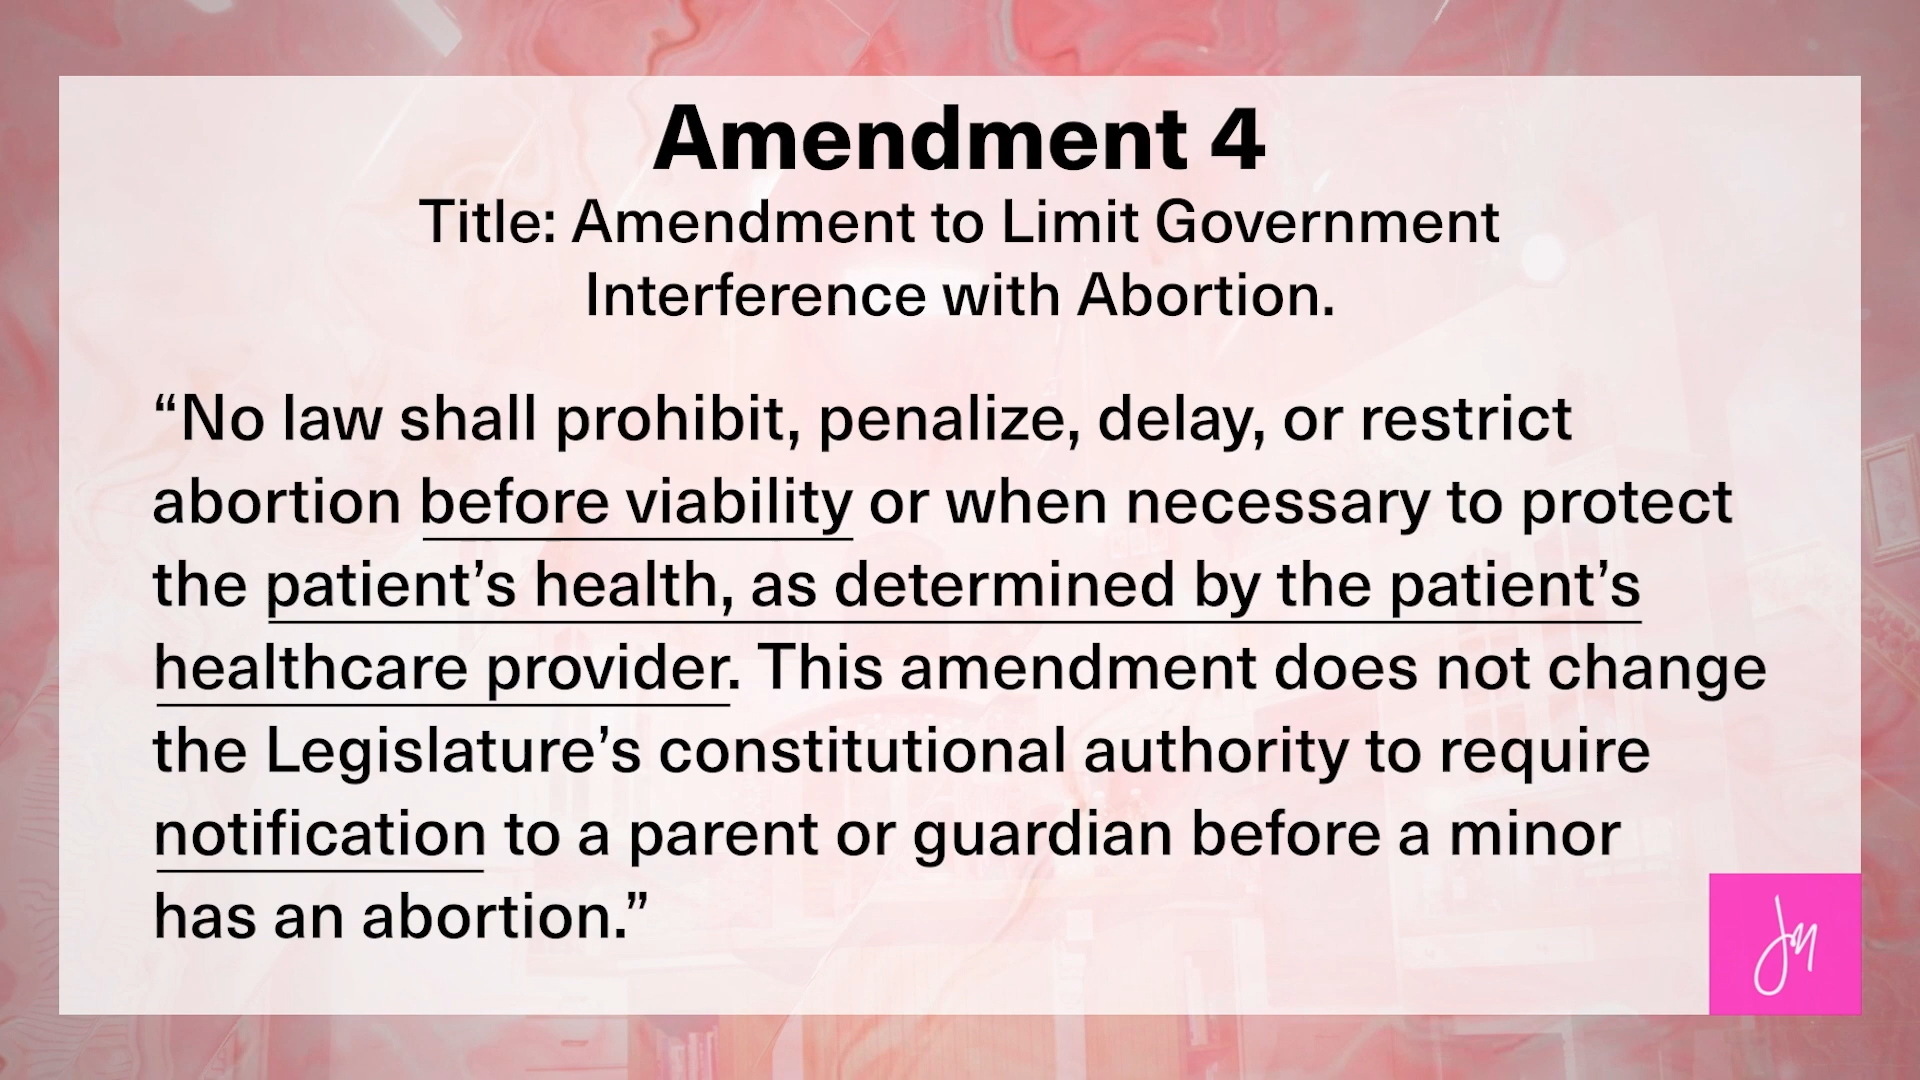 Amendment 4
Title: Amendment to Limit Government
Interference with Abortion.
“No law shall prohibit, penalize, delay, or restrict
abortion before viability or when necessary to protect
the patient’s health, as determined by the patient’s
healthcare provider. This amendment does not change
the Legislature’s constitutional authority to require
notification to a parent or guardian before a minor
has an abortion.”